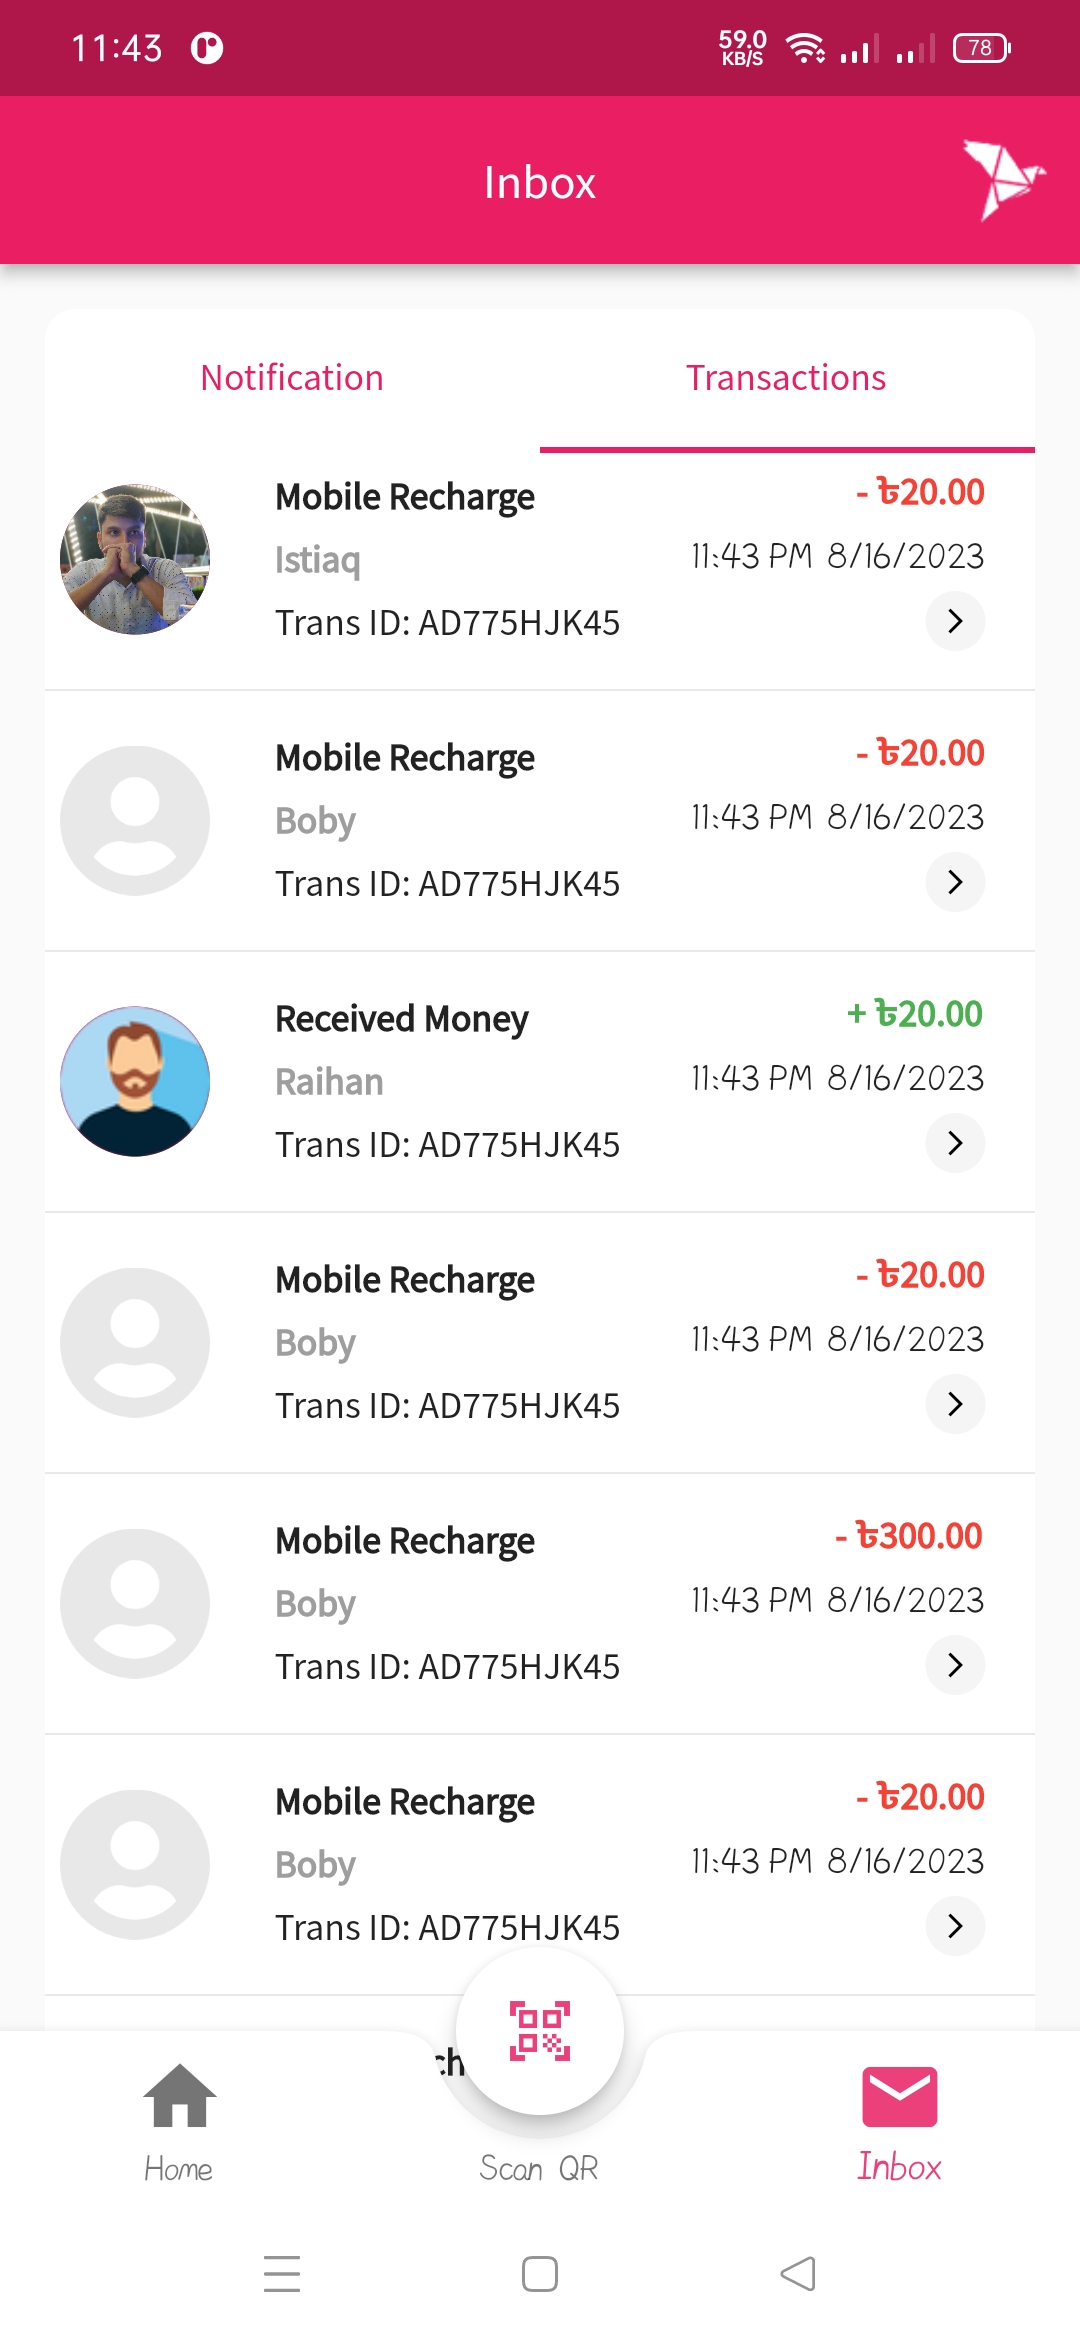 11:43
59.0
KB/S
78
Inbox
Notification Transactions
Mobile Recharge - ৳20.00
Istiaq 11:43 PM 8/16/2023
Trans ID: AD775HJK45
Mobile Recharge - ৳20.00
Boby 11:43 PM 8/16/2023
Trans ID: AD775HJK45
Received Money + ৳20.00
Raihan 11:43 PM 8/16/2023
Trans ID: AD775HJK45
Mobile Recharge - ৳20.00
Boby 11:43 PM 8/16/2023
Trans ID: AD775HJK45
Mobile Recharge - ৳300.00
Boby 11:43 PM 8/16/2023
Trans ID: AD775HJK45
Mobile Recharge - ৳20.00
Boby 11:43 PM 8/16/2023
Trans ID: AD775HJK45
Home Scan QR Inbox